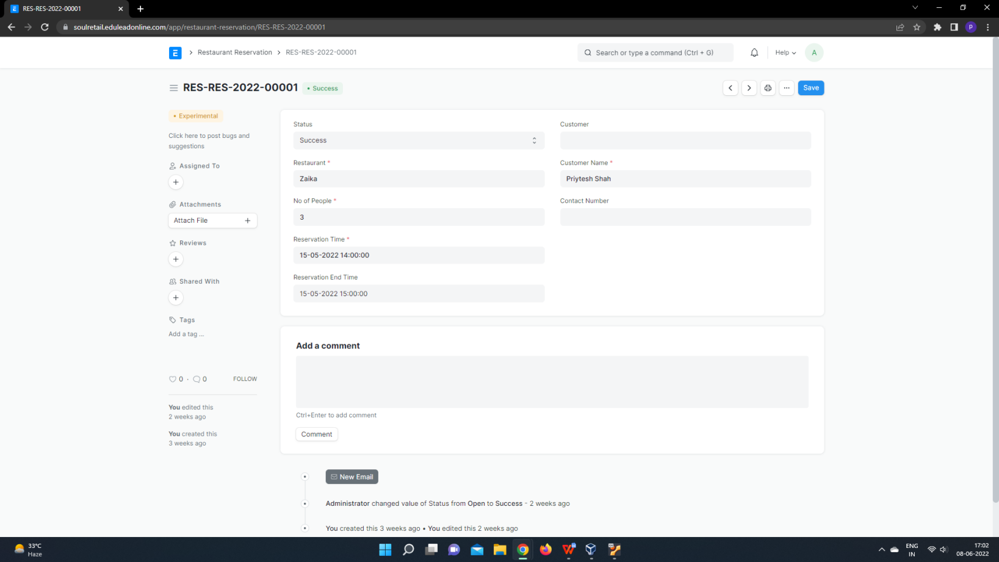 E RES-RES-2022-00001
soulretail.eduleadonline.com/app/restaurant-reservation/RES-RES-2022-00001
P
E Restaurant Reservation RES-RES-2022-00001
Search or type a command (Ctrl + G)
Help
A
RES-RES-2022-00001
Success
Save
Experimental
Click here to post bugs and
suggestions
Assigned To
Attachments
Attach File
Reviews
Shared With
Tags
Add a tag ...
0 · 0 FOLLOW
You edited this
2 weeks ago
You created this
3 weeks ago
Status
Success
Restaurant *
Zaika
No of People *
3
Reservation Time *
15-05-2022 14:00:00
Reservation End Time
15-05-2022 15:00:00
Customer
Customer Name *
Priytesh Shah
Contact Number
Add a comment
Ctrl+Enter to add comment
Comment
New Email
Administrator changed value of Status from Open to Success - 2 weeks ago
You created this 3 weeks ago • You edited this 2 weeks ago
33°C
Haze
ENG
IN
17:02
08-06-2022